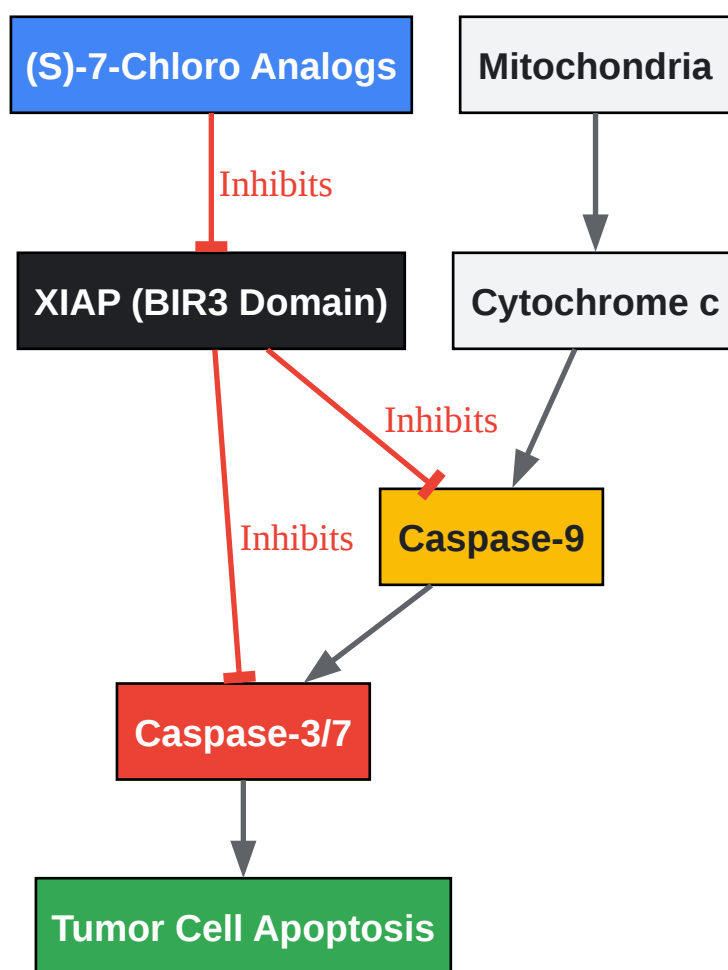 (S)-7-Chloro Analogs
Mitochondria
Inhibits
XIAP (BIR3 Domain)
Cytochrome c
Inhibits
Inhibits
Caspase-9
Caspase-3/7
Tumor Cell Apoptosis